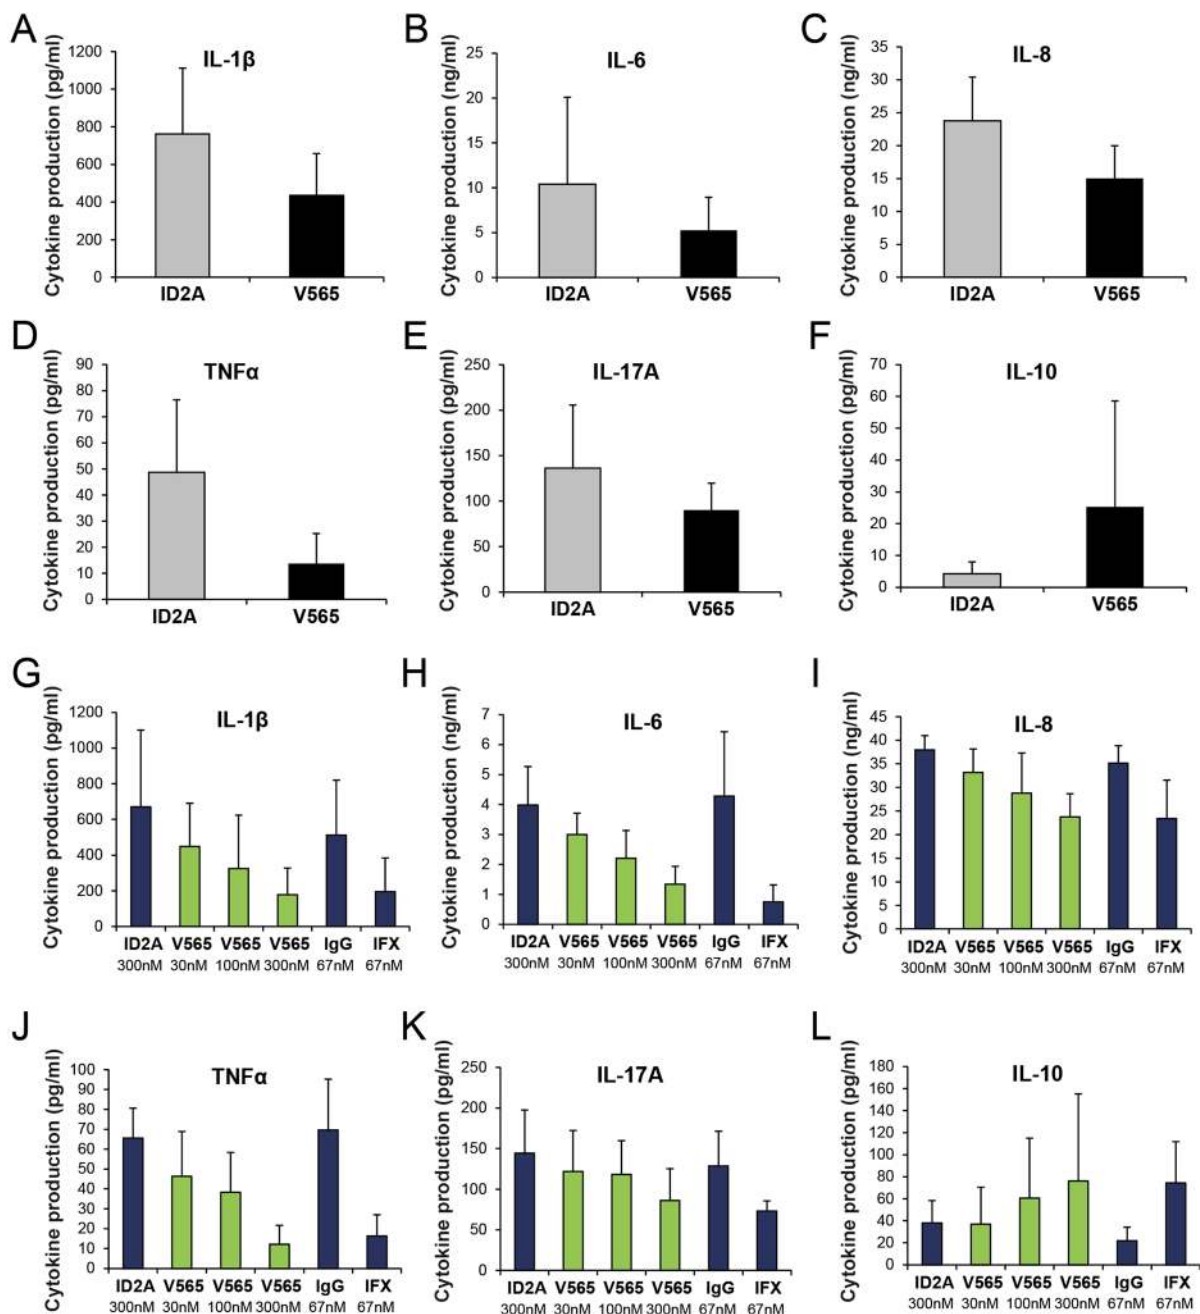 A
IL-1β
Cytokine production (pg/ml)
1200
1000
800
600
400
200
0
ID2A V565
B
IL-6
Cytokine production (ng/ml)
25
20
15
10
5
0
ID2A V565
C
IL-8
Cytokine production (ng/ml)
35
30
25
20
15
10
5
0
ID2A V565
D
TNFα
Cytokine production (pg/ml)
90
80
70
60
50
40
30
20
10
0
ID2A V565
E
IL-17A
Cytokine production (pg/ml)
250
200
150
100
50
0
ID2A V565
F
IL-10
Cytokine production (pg/ml)
70
60
50
40
30
20
10
0
ID2A V565
G
IL-1β
Cytokine production (pg/ml)
1200
1000
800
600
400
200
0
ID2A V565 V565 V565 IgG IFX
300nM 30nM 100nM 300nM 67nM 67nM
H
IL-6
Cytokine production (ng/ml)
7
6
5
4
3
2
1
0
ID2A V565 V565 V565 IgG IFX
300nM 30nM 100nM 300nM 67nM 67nM
I
IL-8
Cytokine production (ng/ml)
45
40
35
30
25
20
15
10
5
0
ID2A V565 V565 V565 IgG IFX
300nM 30nM 100nM 300nM 67nM 67nM
J
TNFα
Cytokine production (pg/ml)
100
90
80
70
60
50
40
30
20
10
0
ID2A V565 V565 V565 IgG IFX
300nM 30nM 100nM 300nM 67nM 67nM
K
IL-17A
Cytokine production (pg/ml)
250
200
150
100
50
0
ID2A V565 V565 V565 IgG IFX
300nM 30nM 100nM 300nM 67nM 67nM
L
IL-10
Cytokine production (pg/ml)
180
160
140
120
100
80
60
40
20
0
ID2A V565 V565 V565 IgG IFX
300nM 30nM 100nM 300nM 67nM 67nM